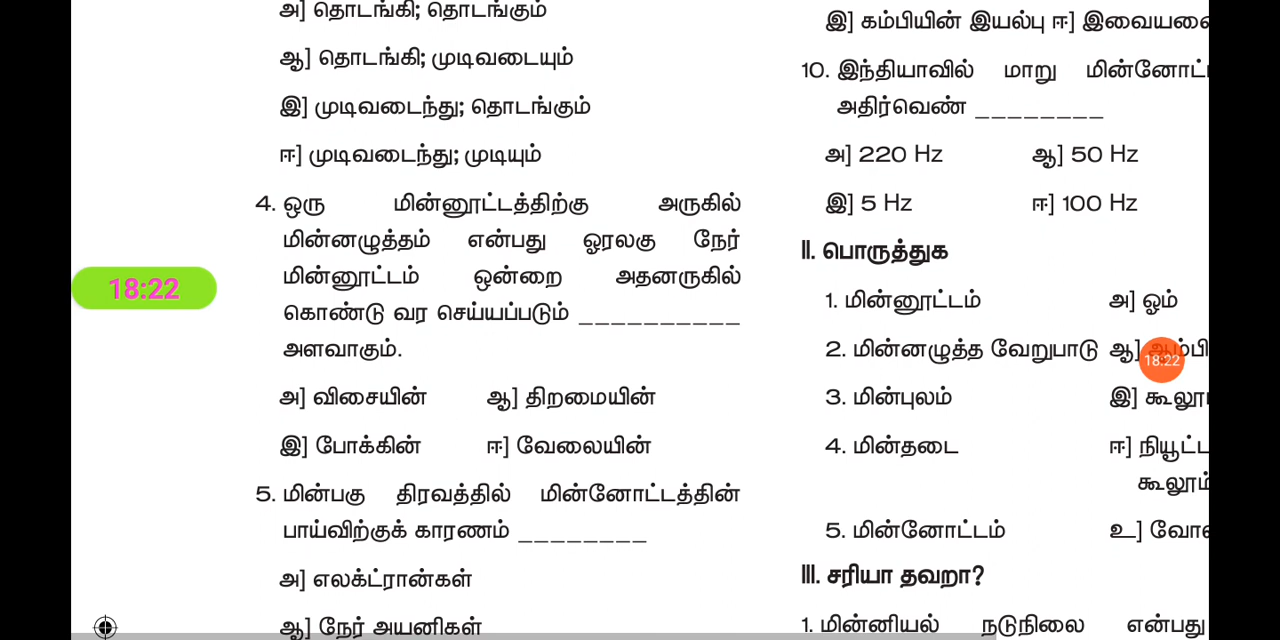 அ] தொடங்கி; தொடங்கும்
ஆ] தொடங்கி; முடிவடையும்
இ] முடிவடைந்து; தொடங்கும்
ஈ] முடிவடைந்து; முடியும்
4. ஒரு மின்னூட்டத்திற்கு அருகில்
மின்னழுத்தம் என்பது ஓரலகு நேர்
மின்னூட்டம் ஒன்றை அதனருகில்
கொண்டு வர செய்யப்படும் __________
அளவாகும்.
அ] விசையின் ஆ] திறமையின்
இ] போக்கின் ஈ] வேலையின்
5. மின்பகு திரவத்தில் மின்னோட்டத்தின்
பாய்விற்குக் காரணம் ________
அ] எலக்ட்ரான்கள்
ஆ] நேர் அயனிகள்
18:22
இ] கம்பியின் இயல்பு ஈ]
10. இந்தியாவில் மாறு
அதிர்வெண் ________
அ] 220 Hz ஆ] 50 Hz
இ] 5 Hz ஈ] 100 Hz
II. பொருத்துக
1. மின்னூட்டம் அ] ஓம்
2. மின்னழுத்த வேறுபாடு ஆ]
18:22
3. மின்புலம் இ]
4. மின்தடை ஈ]
5. மின்னோட்டம் உ]
III. சரியா தவறா?
1. மின்னியல் நடுநிலை என்பது